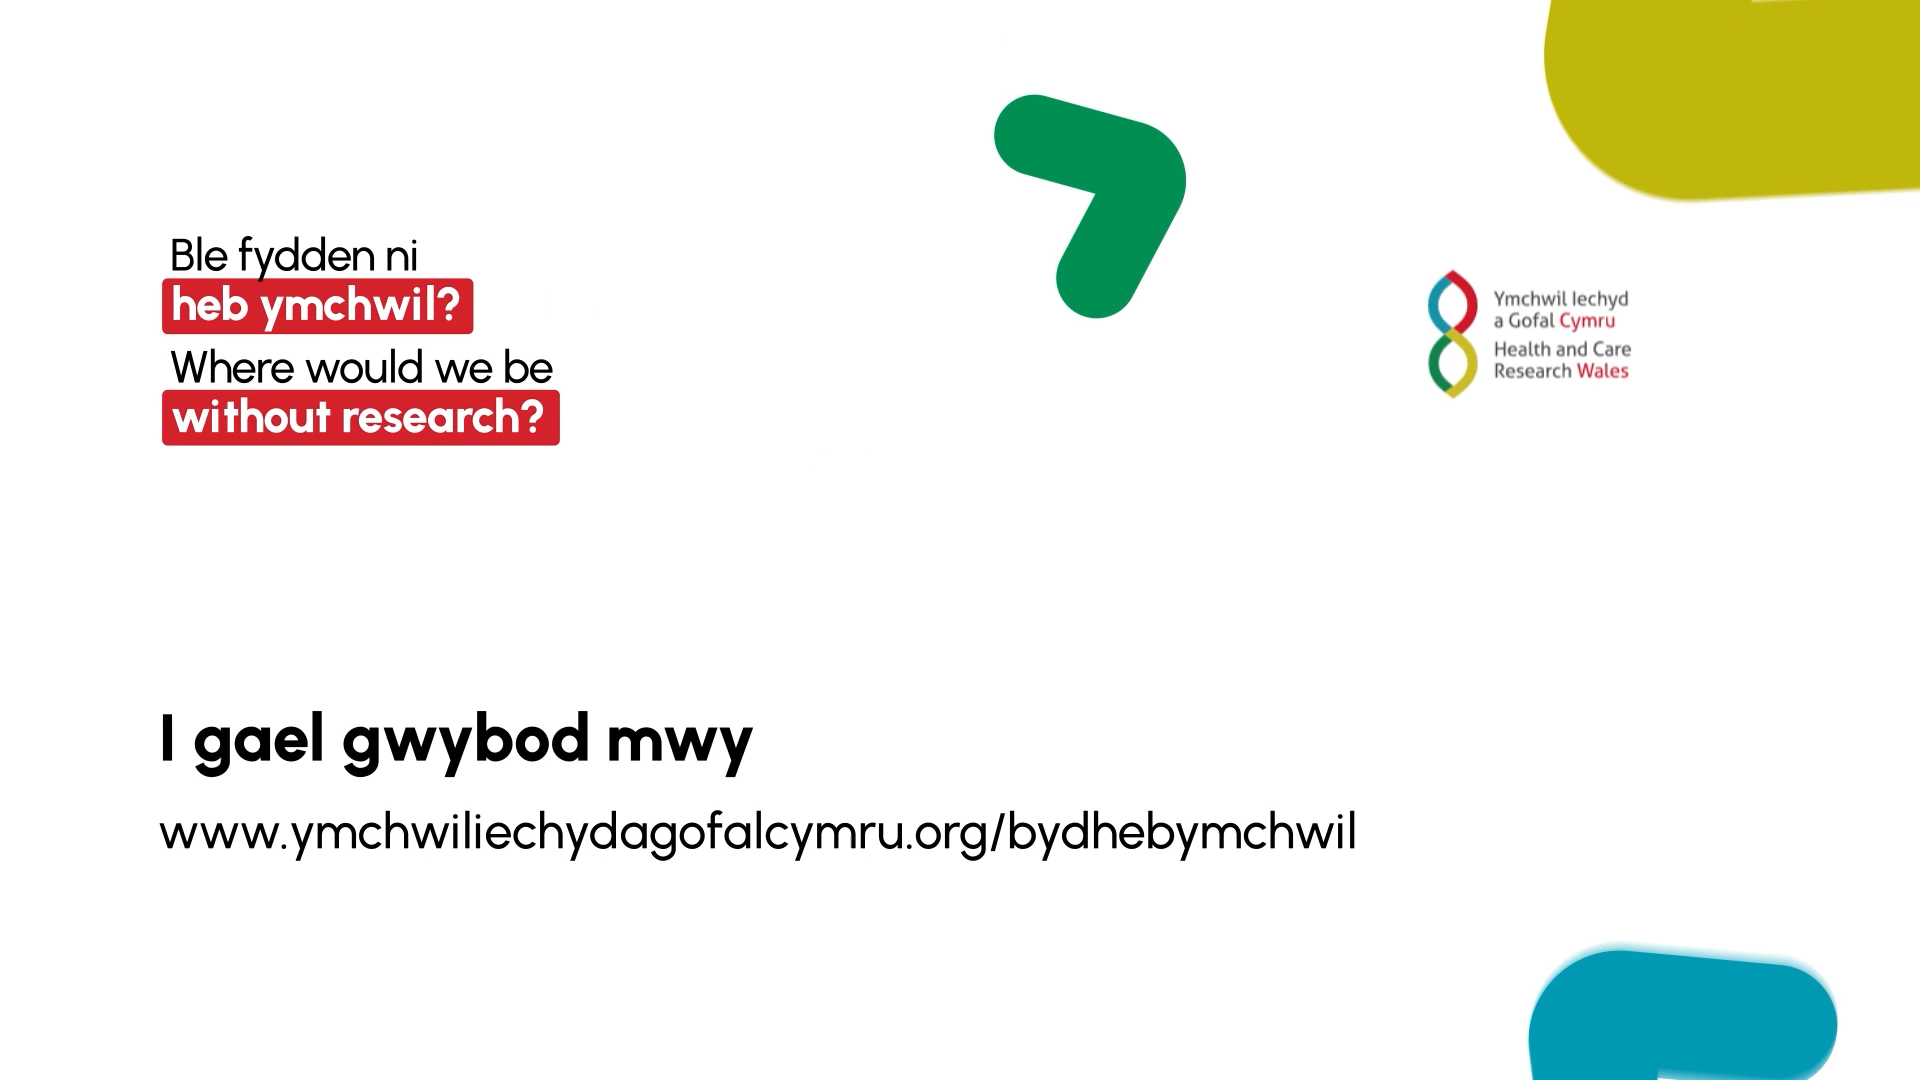 Ble fydden ni
heb ymchwil?
Where would we be
without research?
Ymchwil Iechyd
a Gofal Cymru
Health and Care
Research Wales
I gael gwybod mwy
www.ymchwiliechydagofalcymru.org/bydhebymchwil